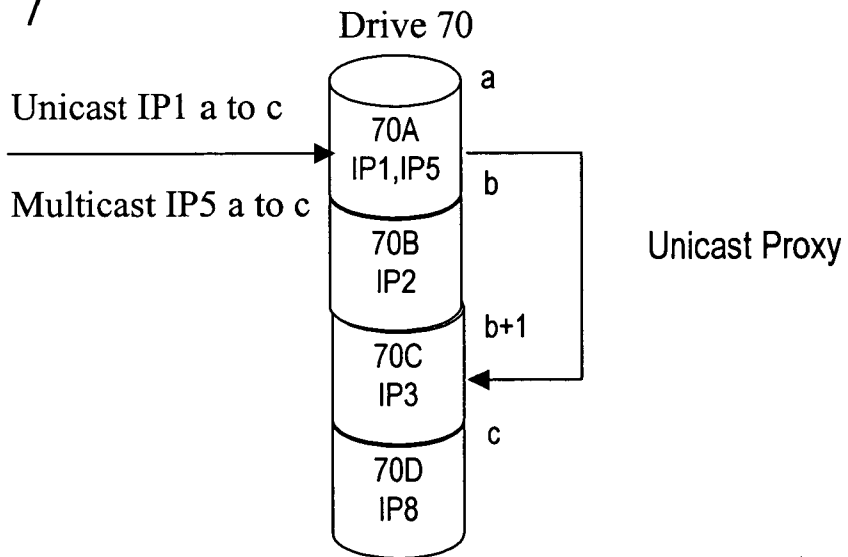 7
Drive 70
a
Unicast IP1 a to c
70A
IP1,IP5
b
Multicast IP5 a to c
70B
IP2
Unicast Proxy
b+1
70C
IP3
c
70D
IP8